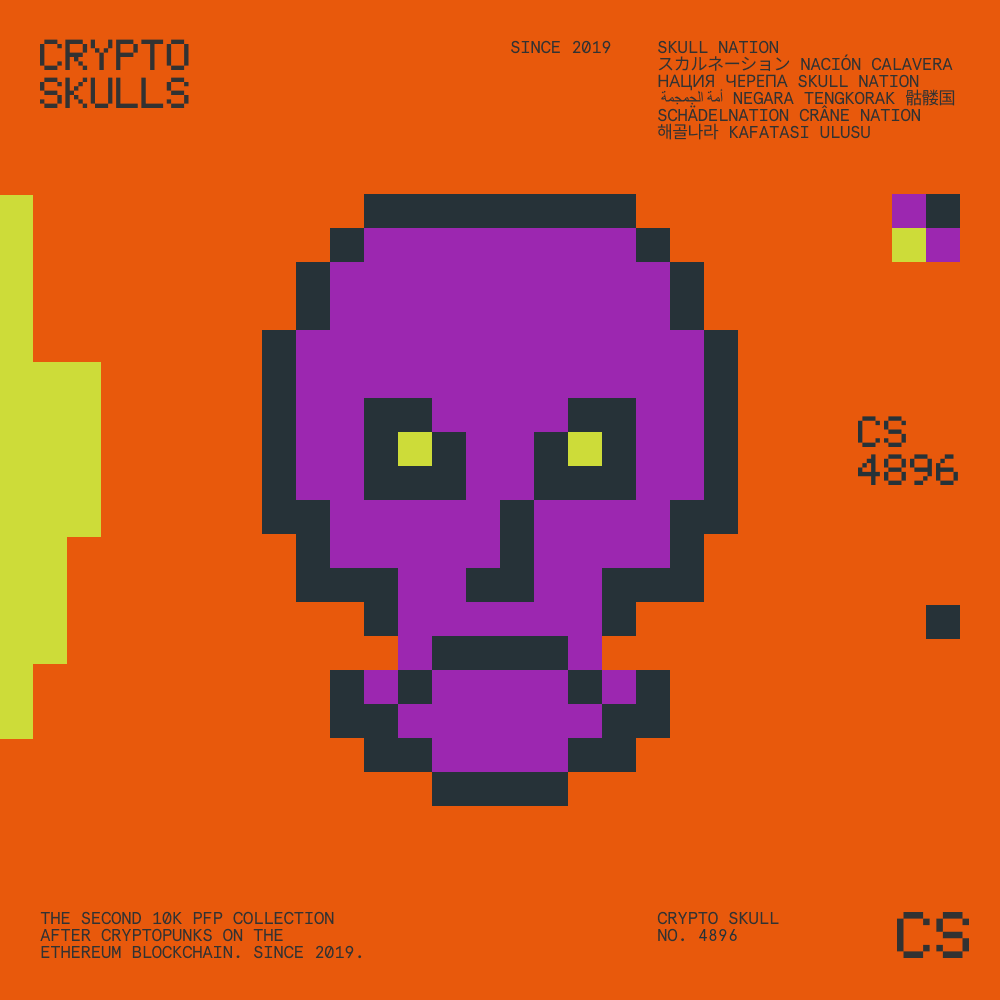 CRYPTO
SKULLS
SINCE 2019
SKULL NATION
スカルネーション NACIÓN CALAVERA
НАЦИЯ ЧЕРЕПА SKULL NATION
أمة الجمجمة NEGARA TENGKORAK 骷髅国
SCHÄDELNATION CRÂNE NATION
해골나라 KAFATASI ULUSU
CS
4896
THE SECOND 10K PFP COLLECTION
AFTER CRYPTOPUNKS ON THE
ETHEREUM BLOCKCHAIN. SINCE 2019.
CRYPTO SKULL
NO. 4896
CS